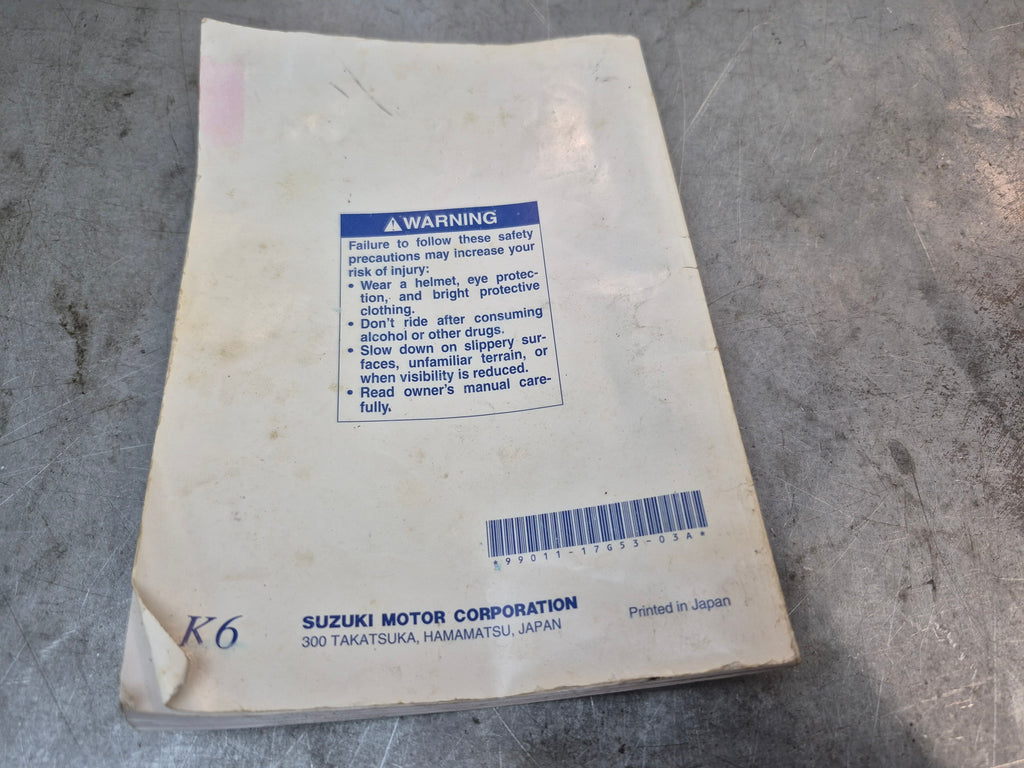 ⚠WARNING
Failure to follow these safety
precautions may increase your
risk of injury:
• Wear a helmet, eye protec-
tion, and bright protective
clothing.
• Don't ride after consuming
alcohol or other drugs.
• Slow down on slippery sur-
faces, unfamiliar terrain, or
when visibility is reduced.
• Read owner's manual care-
fully.
*99011-17G53-03A*
K6
SUZUKI MOTOR CORPORATION
300 TAKATSUKA, HAMAMATSU, JAPAN
Printed in Japan